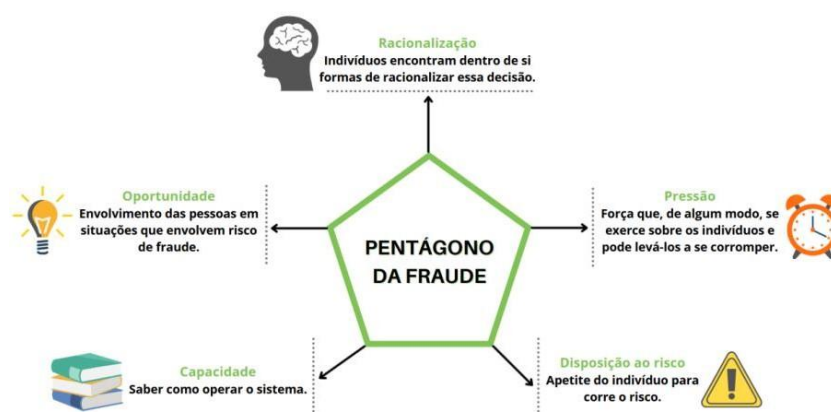 Racionalização
Indivíduos encontram dentro de si
formas de racionalizar essa decisão.
Oportunidade
Envolvimento das pessoas em
situações que envolvem risco
de fraude.
Pressão
Força que, de algum modo, se
exerce sobre os indivíduos e
pode levá-los a se corromper.
PENTÁGONO
DA FRAUDE
Capacidade
Saber como operar o sistema.
Disposição ao risco
Apetite do indivíduo para
corre o risco.